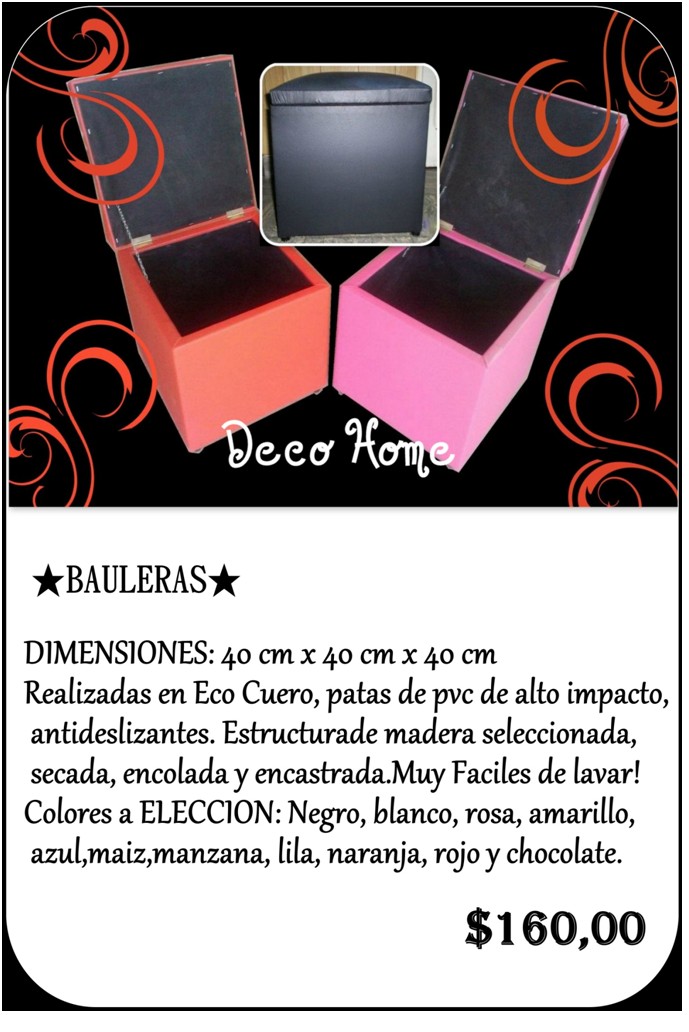 Deco Home
★BAULERAS★
DIMENSIONES: 40 cm x 40 cm x 40 cm
Realizadas en Eco Cuero, patas de pvc de alto impacto,
antideslizantes. Estructurade madera seleccionada,
secada, encolada y encastrada.Muy Faciles de lavar!
Colores a ELECCION: Negro, blanco, rosa, amarillo,
azul,maiz,manzana, lila, naranja, rojo y chocolate.
$160,00